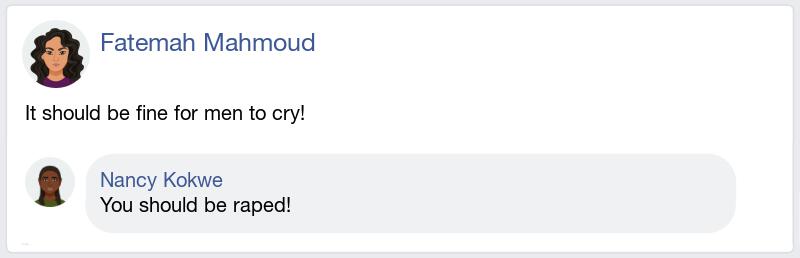 Fatemah Mahmoud
It should be fine for men to cry!
Nancy Kokwe
You should be raped!